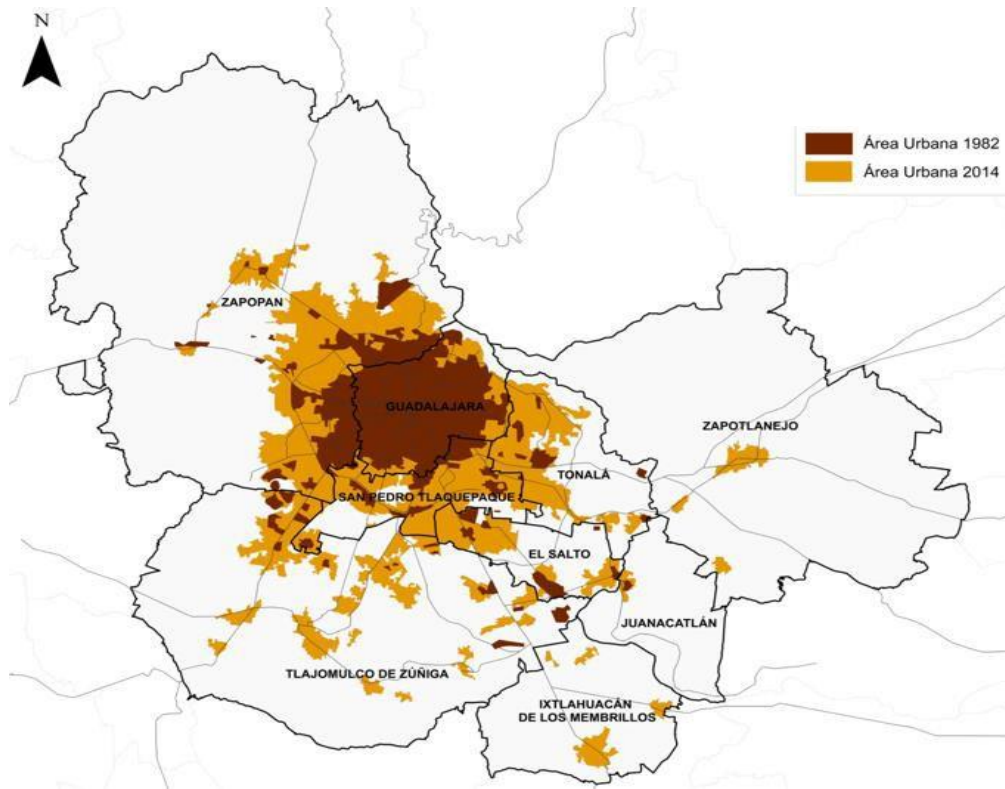 N
Área Urbana 1982
Área Urbana 2014
ZAPOPAN
GUADALAJARA
ZAPOTLANEJO
TONALÁ
SAN PEDRO TLAQUEPAQUE
EL SALTO
JUANACATLÁN
TLAJOMULCO DE ZÚÑIGA
IXTLAHUACÁN
DE LOS MEMBRILLOS